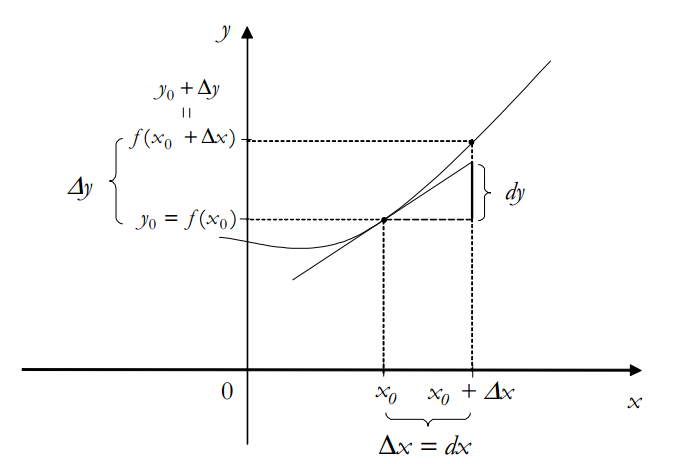 y
y₀ + Δy
=
f(x₀ + Δx)
Δy
dy
y₀ = f(x₀)
0
x₀
x₀ + Δx
x
Δx = dx